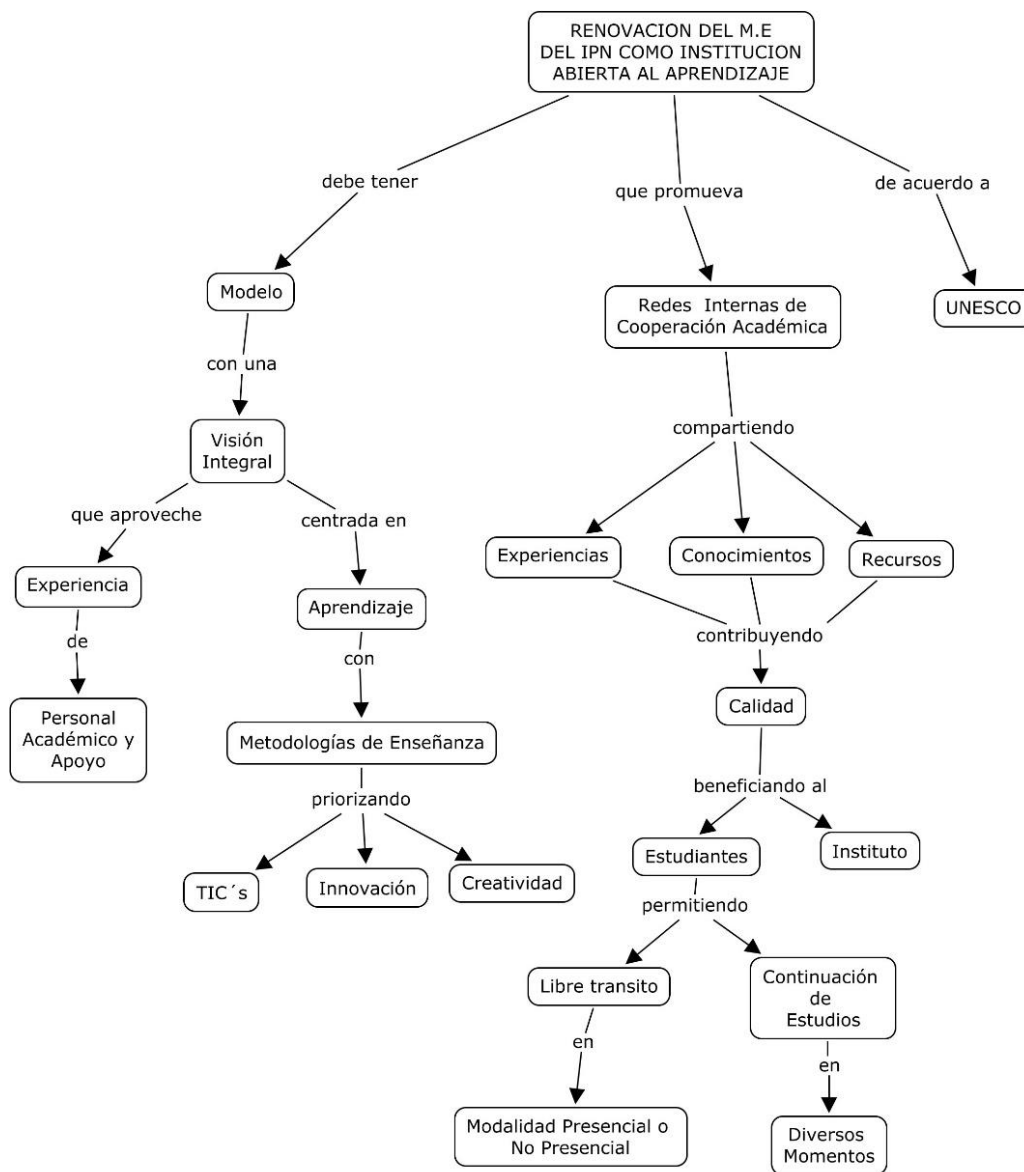 RENOVACION DEL M.E
DEL IPN COMO INSTITUCION
ABIERTA AL APRENDIZAJE
debe tener
que promueva
de acuerdo a
Modelo
Redes Internas de
Cooperación Académica
UNESCO
con una
Visión
Integral
compartiendo
que aproveche
centrada en
Experiencias
Conocimientos
Recursos
Experiencia
Aprendizaje
de
con
contribuyendo
Personal
Académico y
Apoyo
Metodologías de Enseñanza
Calidad
priorizando
beneficiando al
TIC´s
Innovación
Creatividad
Estudiantes
Instituto
permitiendo
Libre transito
Continuación
de
Estudios
en
en
Modalidad Presencial o
No Presencial
Diversos
Momentos